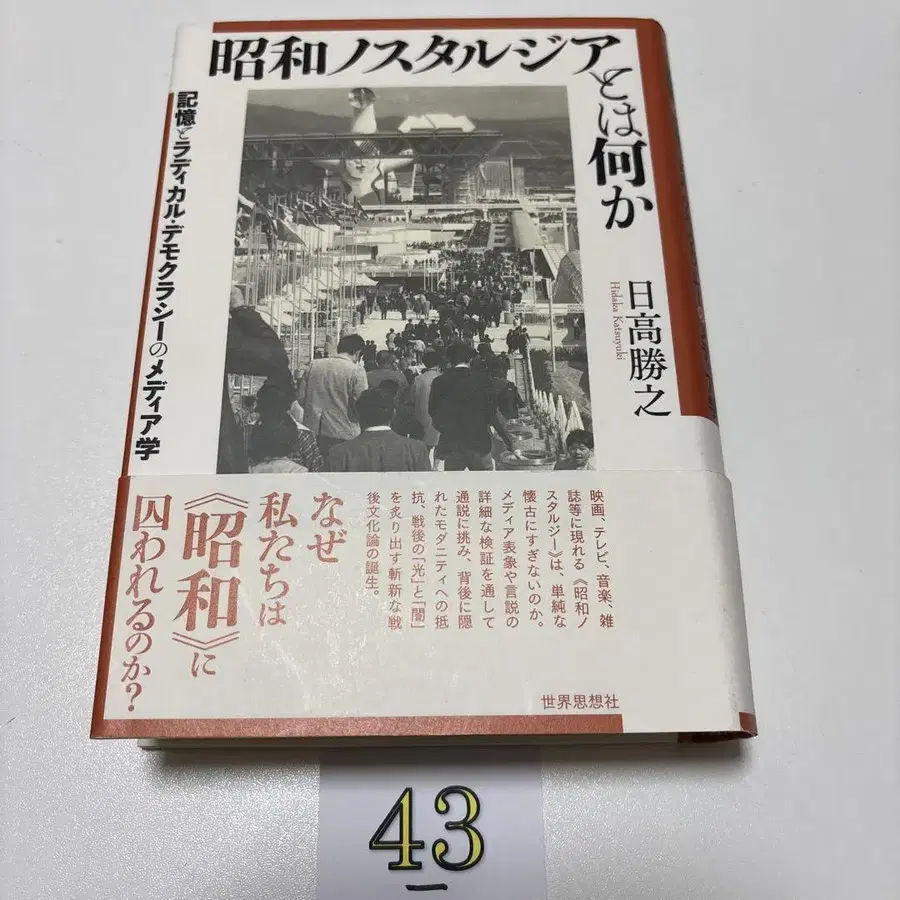 昭和ノスタルジア
とは何か
記憶とラディカル・デモクラシーのメディア学
日高勝之
Hidaka Katsuyuki
映画、テレビ、音楽、雑
誌等に現れる《昭和ノ
スタルジー》は、単純な
懐古にすぎないのか。
メディア表象や言説の
詳細な検証を通して
通説に挑み、背後に隠
れたモダニティへの抵
抗、戦後の「光」と「闇」
を炙り出す斬新な戦
後文化論の誕生。
なぜ
私たちは
《昭和》に
囚われるのか?
世界思想社
43